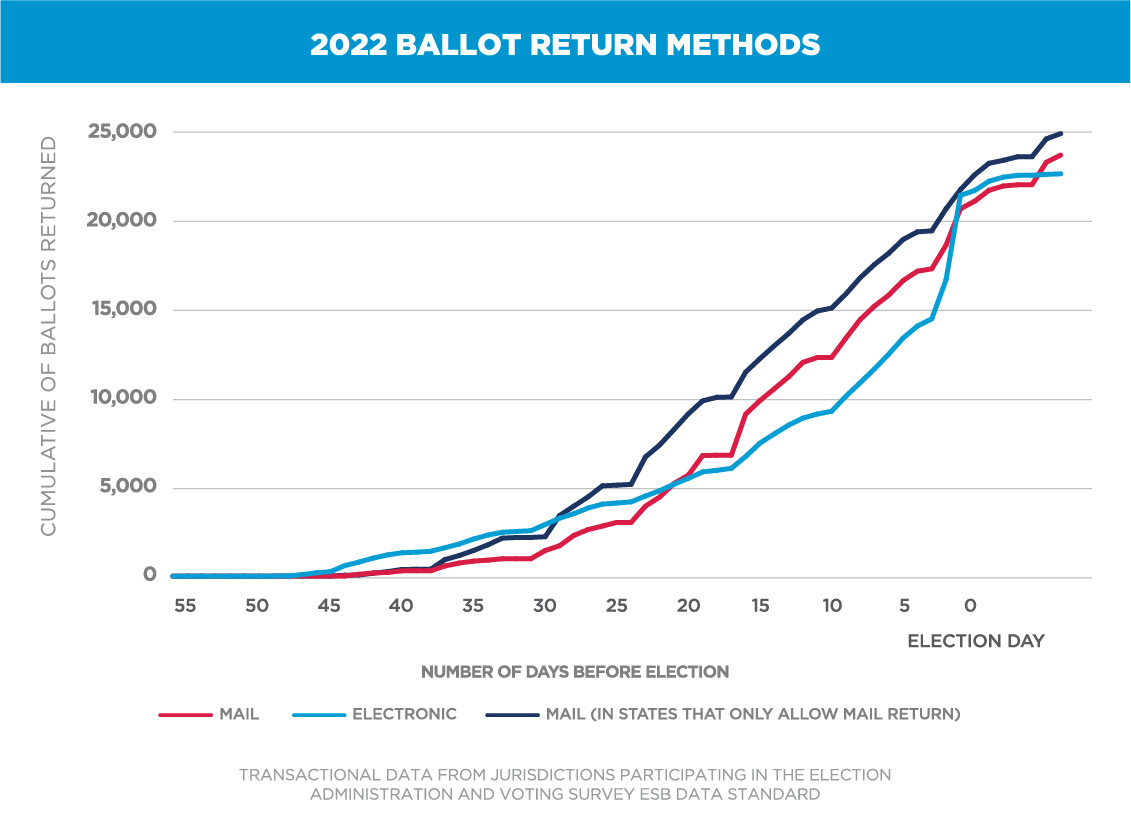 2022 BALLOT RETURN METHODS
CUMULATIVE OF BALLOTS RETURNED
25,000
20,000
15,000
10,000
5,000
0
55 50 45 40 35 30 25 20 15 10 5 0
ELECTION DAY
NUMBER OF DAYS BEFORE ELECTION
MAIL ELECTRONIC MAIL (IN STATES THAT ONLY ALLOW MAIL RETURN)
TRANSACTIONAL DATA FROM JURISDICTIONS PARTICIPATING IN THE ELECTION
ADMINISTRATION AND VOTING SURVEY ESB DATA STANDARD